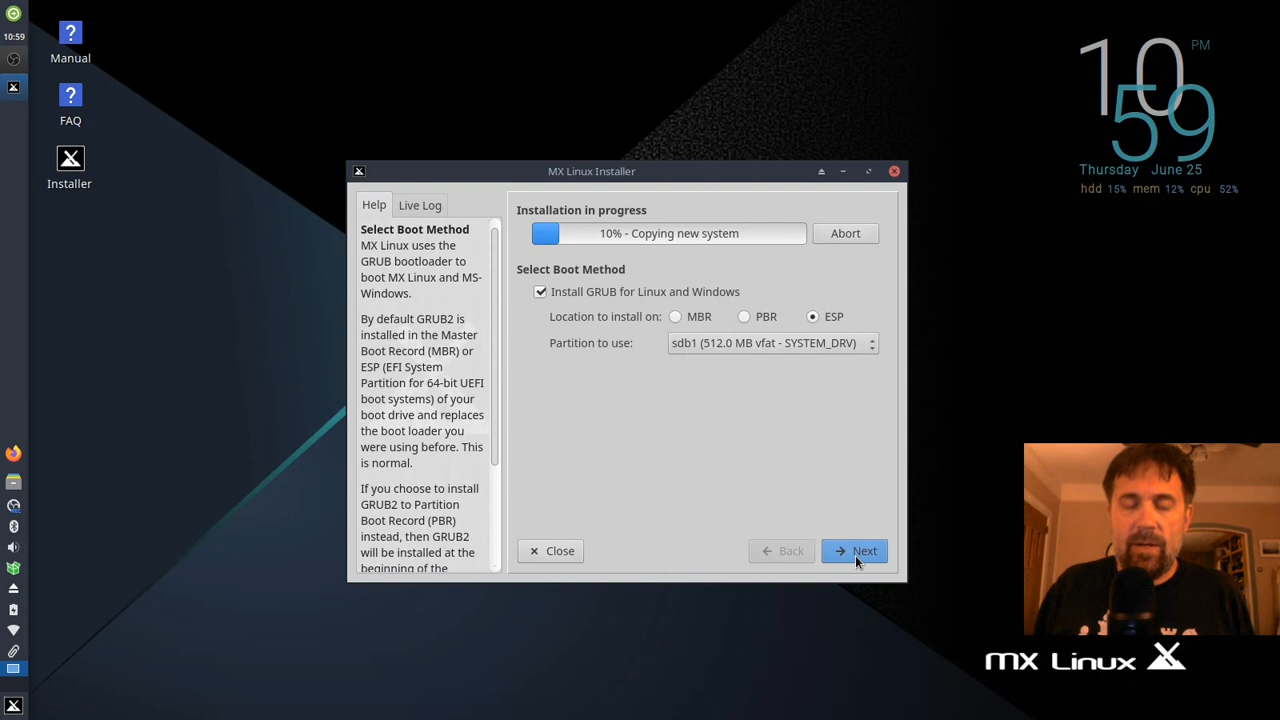 10:59
Manual
FAQ
Installer
10 PM
59
Thursday June 25
hdd 15% mem 12% cpu 52%
MX Linux Installer
Help
Live Log
Select Boot Method
MX Linux uses the
GRUB bootloader to
boot MX Linux and MS-
Windows.
By default GRUB2 is
installed in the Master
Boot Record (MBR) or
ESP (EFI System
Partition for 64-bit UEFI
boot systems) of your
boot drive and replaces
the boot loader you
were using before. This
is normal.
If you choose to install
GRUB2 to Partition
Boot Record (PBR)
instead, then GRUB2
will be installed at the
beginning of the
Installation in progress
10% - Copying new system
Abort
Select Boot Method
Install GRUB for Linux and Windows
Location to install on: MBR PBR ESP
Partition to use: sdb1 (512.0 MB vfat - SYSTEM_DRV)
Close
Back
Next
MX Linux